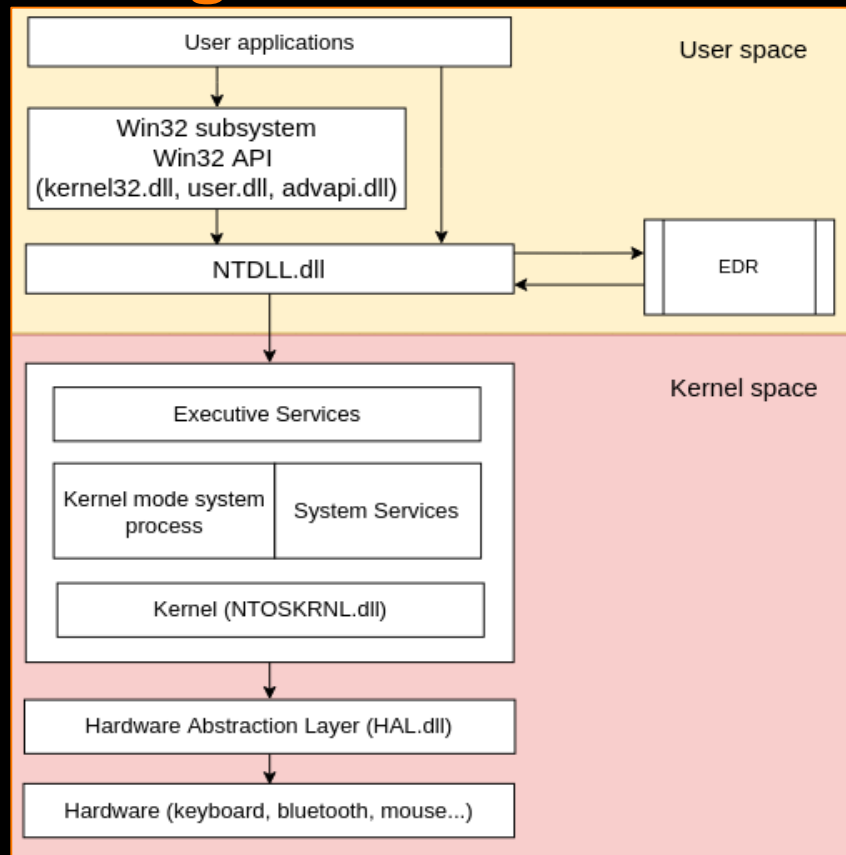 User applications
User space
Win32 subsystem
Win32 API
(kernel32.dll, user.dll, advapi.dll)
NTDLL.dll
EDR
Kernel space
Executive Services
Kernel mode system
process
System Services
Kernel (NTOSKRNL.dll)
Hardware Abstraction Layer (HAL.dll)
Hardware (keyboard, bluetooth, mouse...)